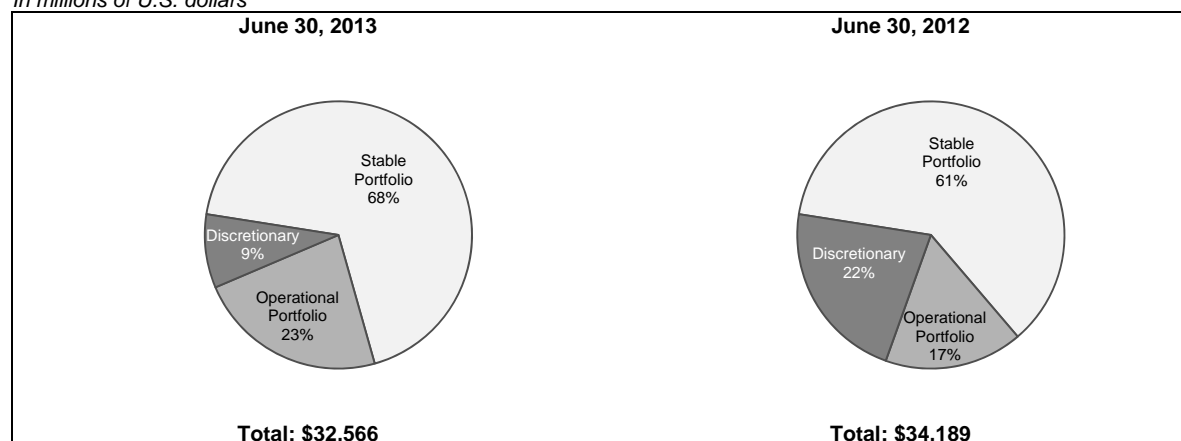 In millions of U.S. dollars
June 30, 2013
June 30, 2012
Stable
Portfolio
68%
Discretionary
9%
Operational
Portfolio
23%
Stable
Portfolio
61%
Discretionary
22%
Operational
Portfolio
17%
Total: $32,566
Total: $34,189